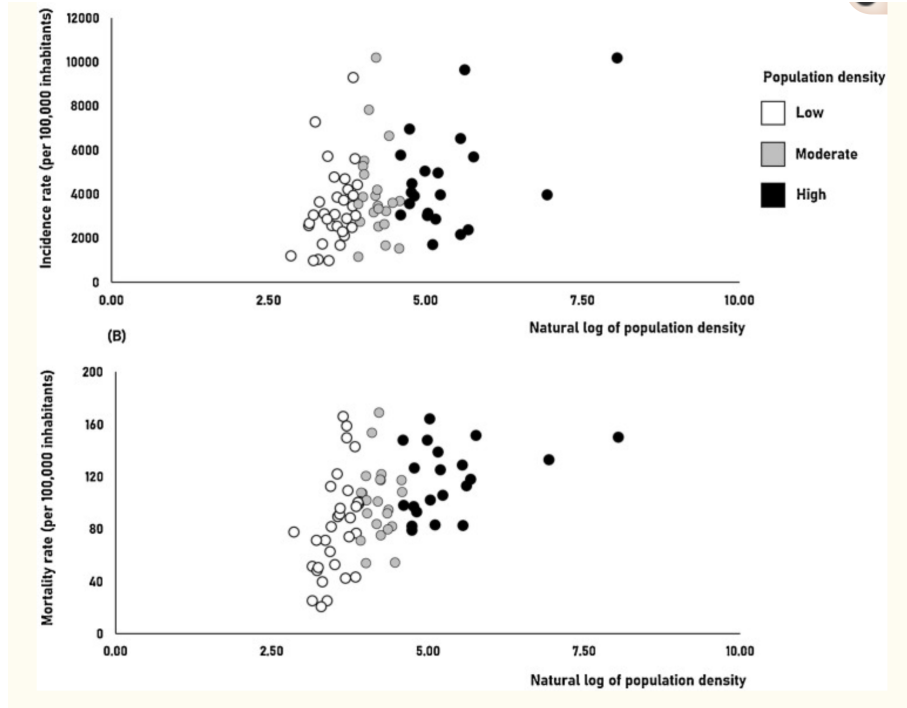 12000
10000
8000
6000
4000
2000
0
Incidence rate (per 100,000 inhabitants)
0.00 2.50 5.00 7.50 10.00
Natural log of population density
Population density
Low
Moderate
High
(B)
200
160
120
80
40
0
Mortality rate (per 100,000 inhabitants)
0.00 2.50 5.00 7.50 10.00
Natural log of population density